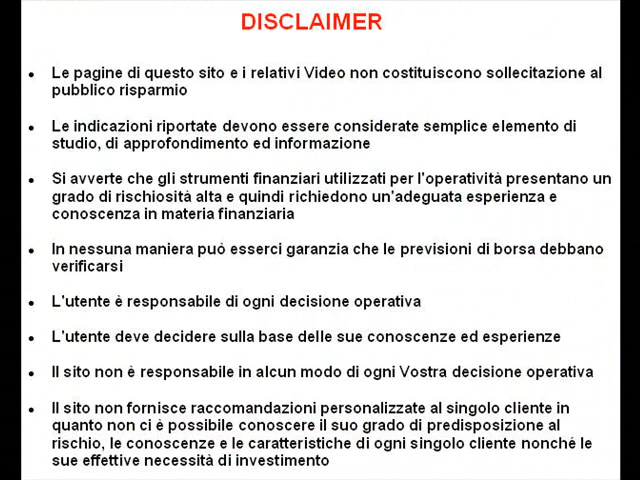 DISCLAIMER
• Le pagine di questo sito e i relativi Video non costituiscono sollecitazione al
pubblico risparmio
• Le indicazioni riportate devono essere considerate semplice elemento di
studio, di approfondimento ed informazione
• Si avverte che gli strumenti finanziari utilizzati per l'operatività presentano un
grado di rischiosità alta e quindi richiedono un'adeguata esperienza e
conoscenza in materia finanziaria
• In nessuna maniera può esserci garanzia che le previsioni di borsa debbano
verificarsi
• L'utente è responsabile di ogni decisione operativa
• L'utente deve decidere sulla base delle sue conoscenze ed esperienze
• Il sito non è responsabile in alcun modo di ogni Vostra decisione operativa
• Il sito non fornisce raccomandazioni personalizzate al singolo cliente in
quanto non ci è possibile conoscere il suo grado di predisposizione al
rischio, le conoscenze e le caratteristiche di ogni singolo cliente nonché le
sue effettive necessità di investimento